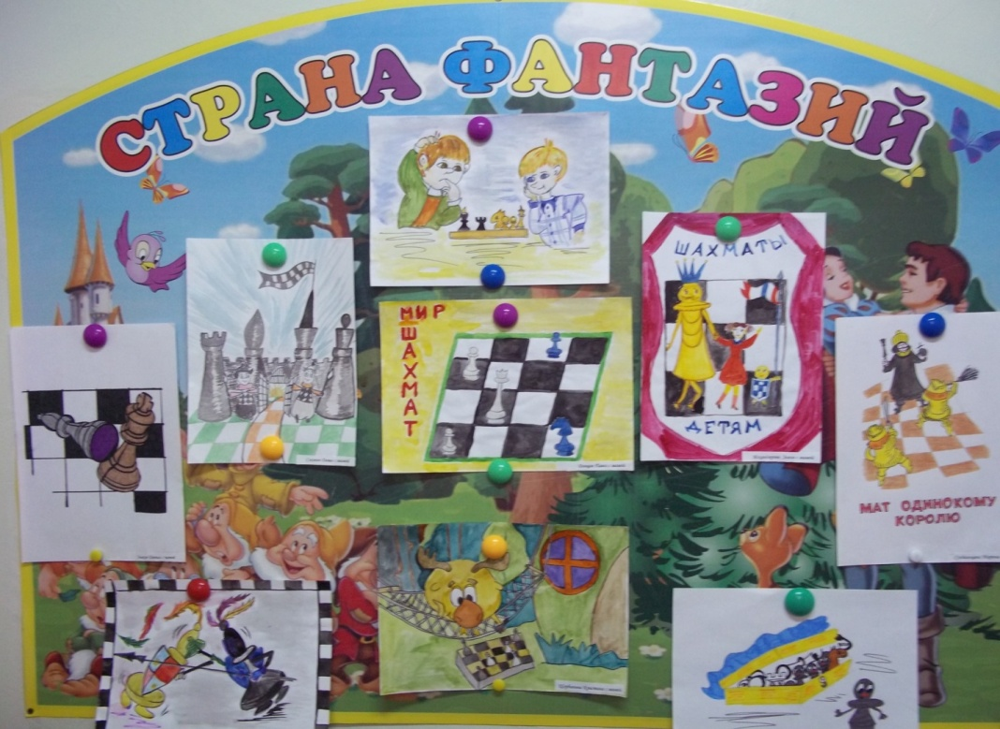 СТРАНА ФАНТАЗИЙ
МИР
ШАХМАТ
ШАХМАТЫ
ДЕТЯМ
МАТ ОДИНОКОМУ
КОРОЛЮ